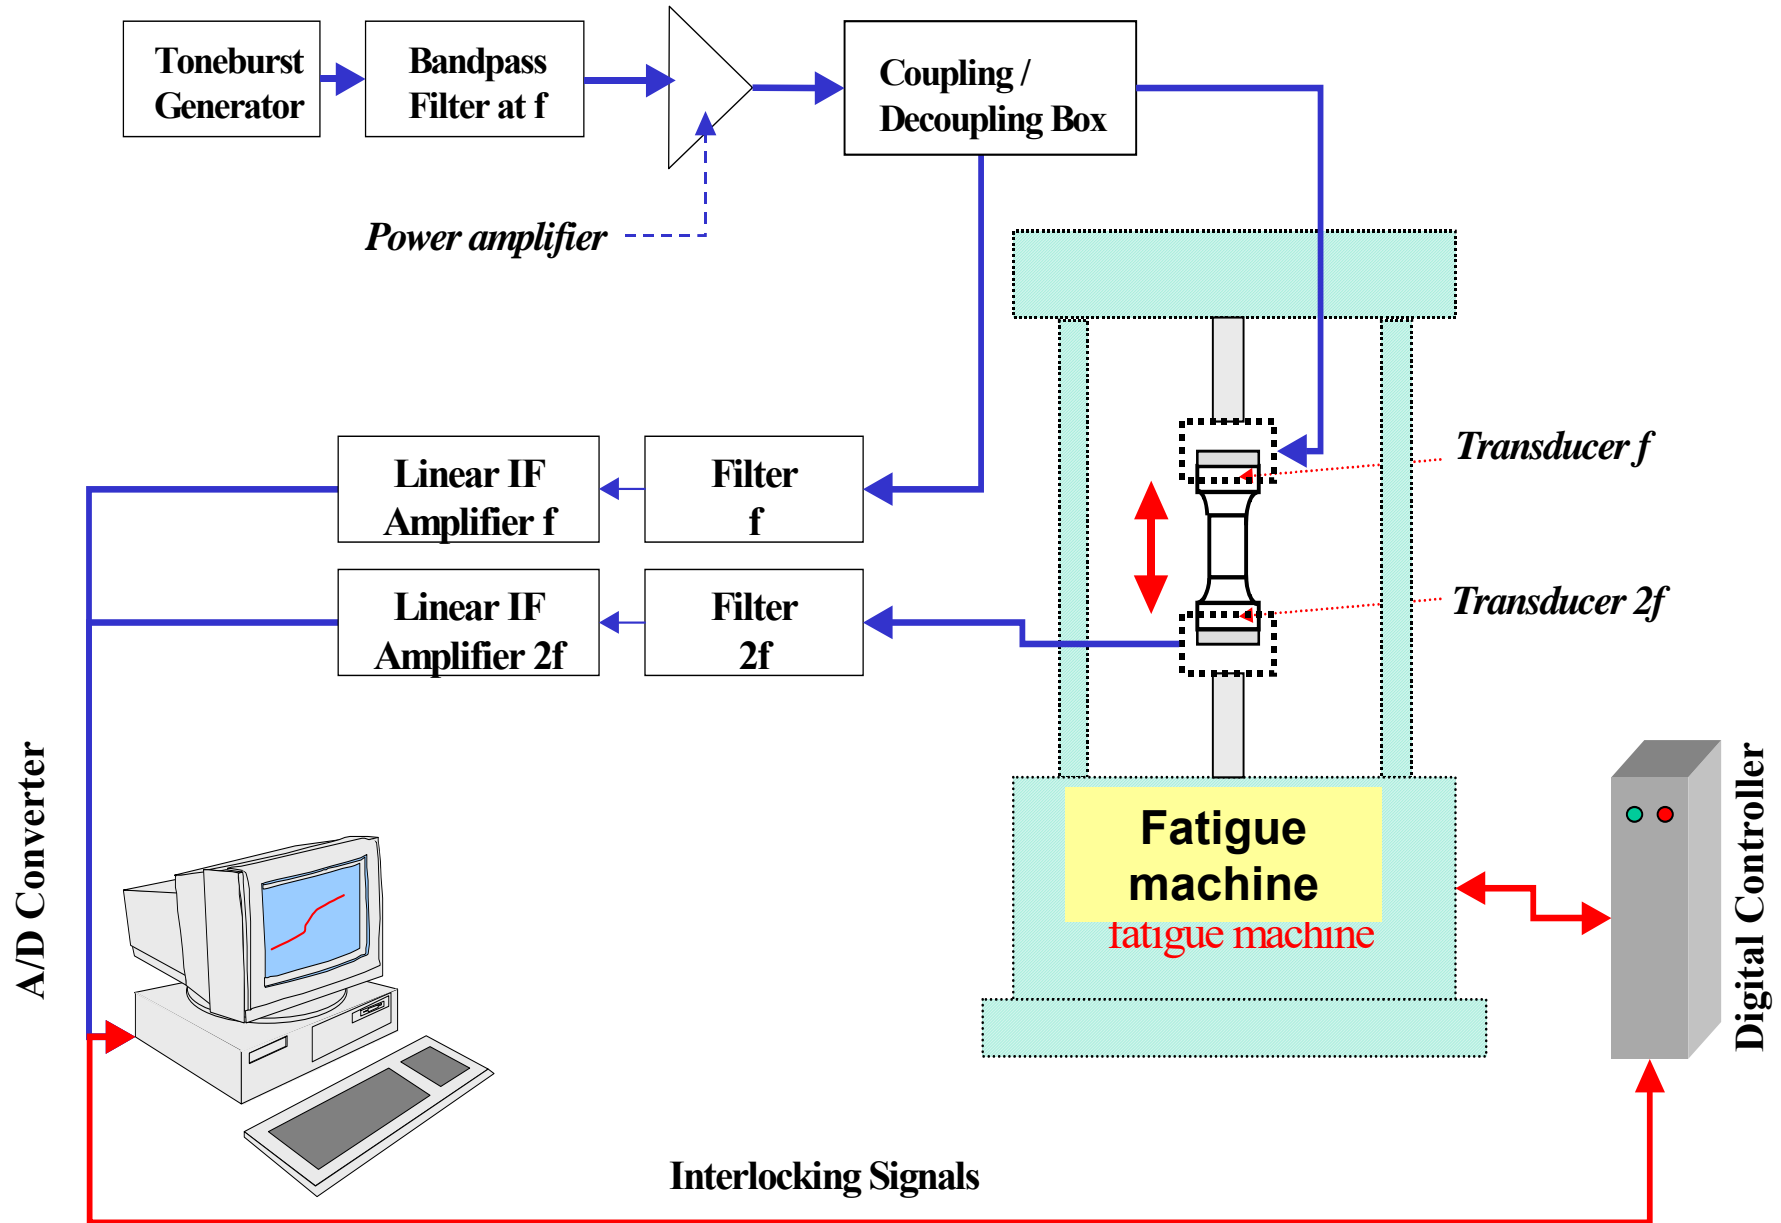 Toneburst
Generator
Bandpass
Filter at f
Coupling /
Decoupling Box
Power amplifier
Linear IF
Amplifier f
Filter
f
Transducer f
Linear IF
Amplifier 2f
Filter
2f
Transducer 2f
A/D Converter
Fatigue
machine
fatigue machine
Digital Controller
Interlocking Signals